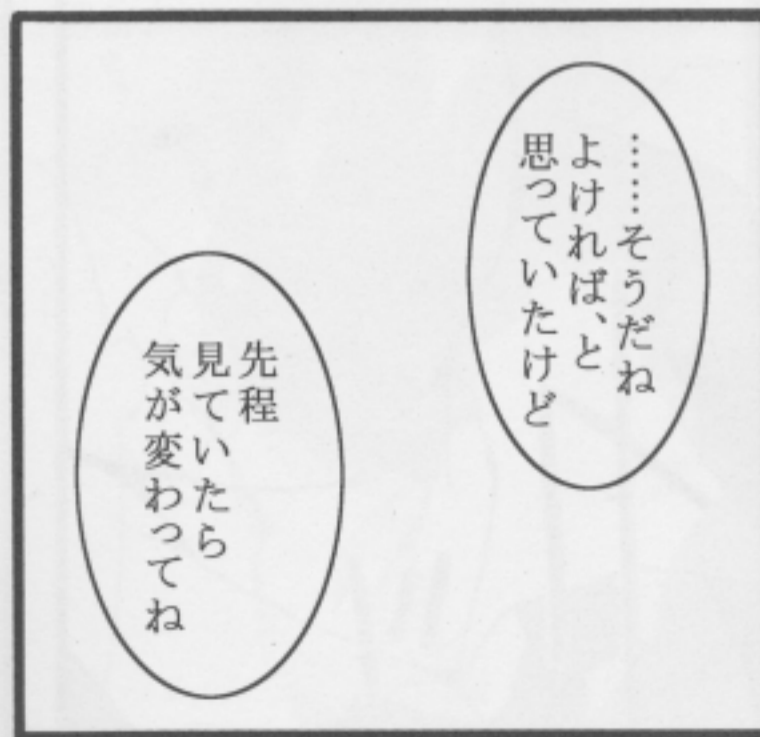 ……そうだね
よければ、と
思っていたけど
先程
見ていたら
気が変わってね